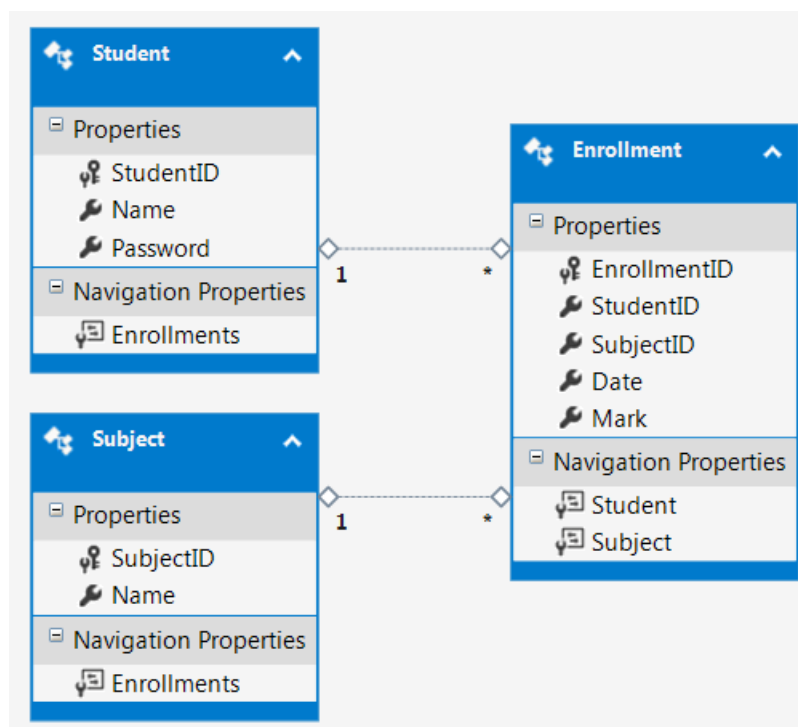 Student
Properties
StudentID
Name
Password
Navigation Properties
Enrollments
1
*
Subject
Properties
SubjectID
Name
Navigation Properties
Enrollments
1
*
Enrollment
Properties
EnrollmentID
StudentID
SubjectID
Date
Mark
Navigation Properties
Student
Subject